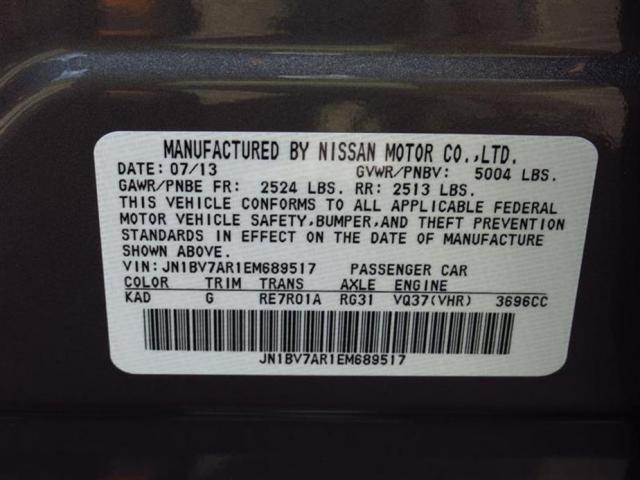 MANUFACTURED BY NISSAN MOTOR CO.,LTD.
DATE: 07/13 GVWR/PNBV: 5004 LBS.
GAWR/PNBE FR: 2524 LBS. RR: 2513 LBS.
THIS VEHICLE CONFORMS TO ALL APPLICABLE FEDERAL
MOTOR VEHICLE SAFETY,BUMPER,AND THEFT PREVENTION
STANDARDS IN EFFECT ON THE DATE OF MANUFACTURE
SHOWN ABOVE.
VIN: JN1BV7AR1EM689517 PASSENGER CAR
COLOR TRIM TRANS AXLE ENGINE
KAD G RE7R01A RG31 VQ37(VHR) 3696CC
JN1BV7AR1EM689517